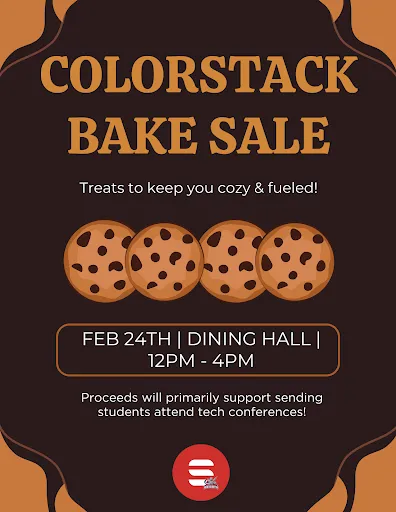 COLORSTACK
BAKE SALE
Treats to keep you cozy & fueled!
FEB 24TH | DINING HALL |
12PM - 4PM
Proceeds will primarily support sending
students attend tech conferences!